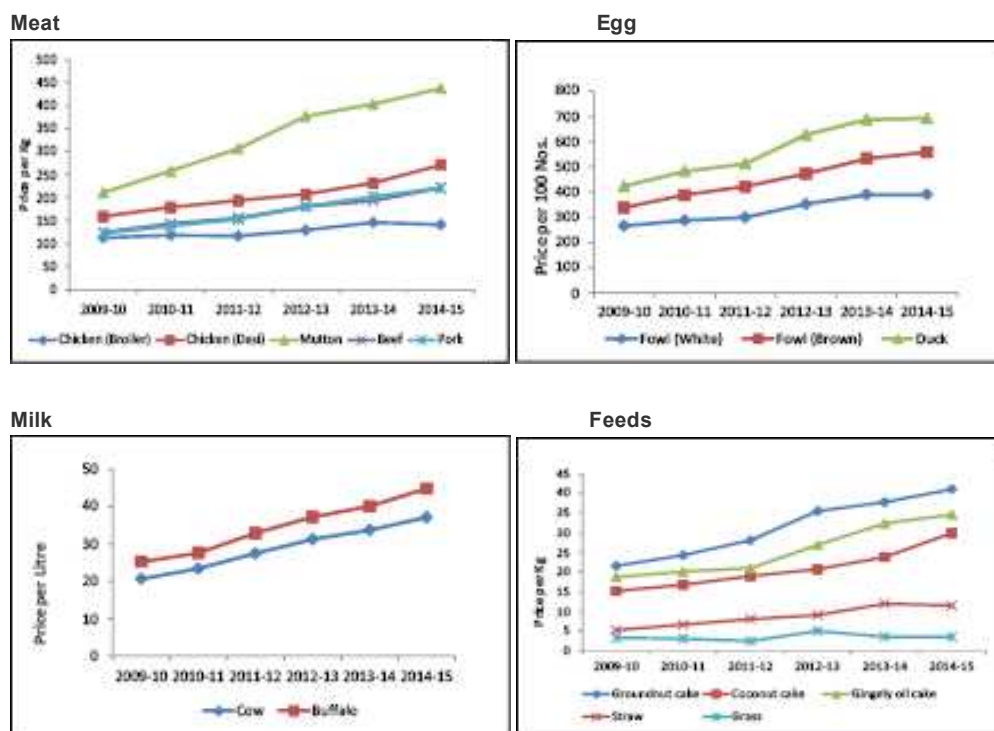 Meat
Egg
500
450
400
350
300
250
200
150
100
50
0
Price per Kg
2009-10 2010-11 2011-12 2012-13 2013-14 2014-15
Chicken (Broiler) Chicken (Desi) Mutton Beef Pork
800
700
600
500
400
300
200
100
0
Price per 100 Nos.
2009-10 2010-11 2011-12 2012-13 2013-14 2014-15
Fowl (White) Fowl (Brown) Duck
Milk
Feeds
50
40
30
20
10
0
Price per Litre
2009-10 2010-11 2011-12 2012-13 2013-14 2014-15
Cow Buffalo
45
40
35
30
25
20
15
10
5
0
Price per Kg
2009-10 2010-11 2011-12 2012-13 2013-14 2014-15
Groundnut cake Coconut cake Gingely oil cake
Straw Grass